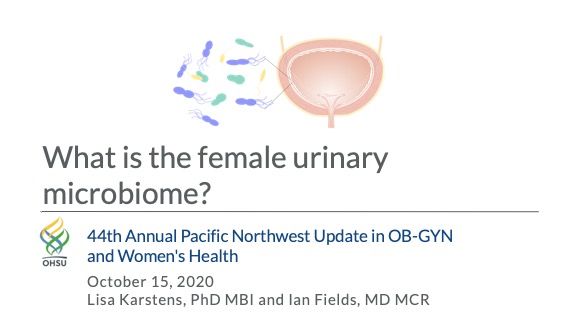 What is the female urinary
microbiome?
44th Annual Pacific Northwest Update in OB-GYN
and Women's Health
OHSU
October 15, 2020
Lisa Karstens, PhD MBI and Ian Fields, MD MCR